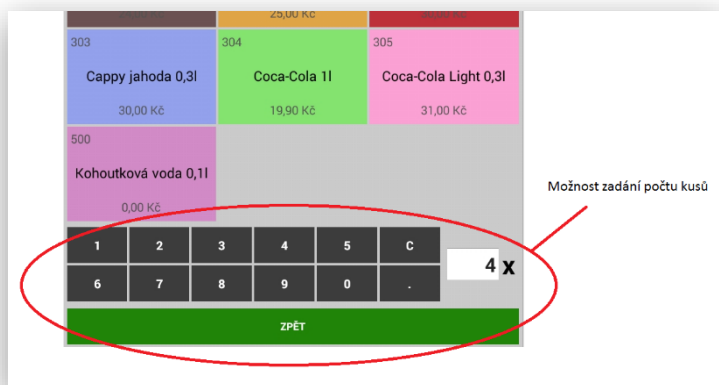 25,00 Kč
303
304
305
Cappy jahoda 0,3l
Coca-Cola 1l
Coca-Cola Light 0,3l
30,00 Kč
19,90 Kč
31,00 Kč
500
Kohoutková voda 0,1l
0,00 Kč
Možnost zadání počtu kusů
1 2 3 4 5 C
4 x
6 7 8 9 0 .
ZPĚT